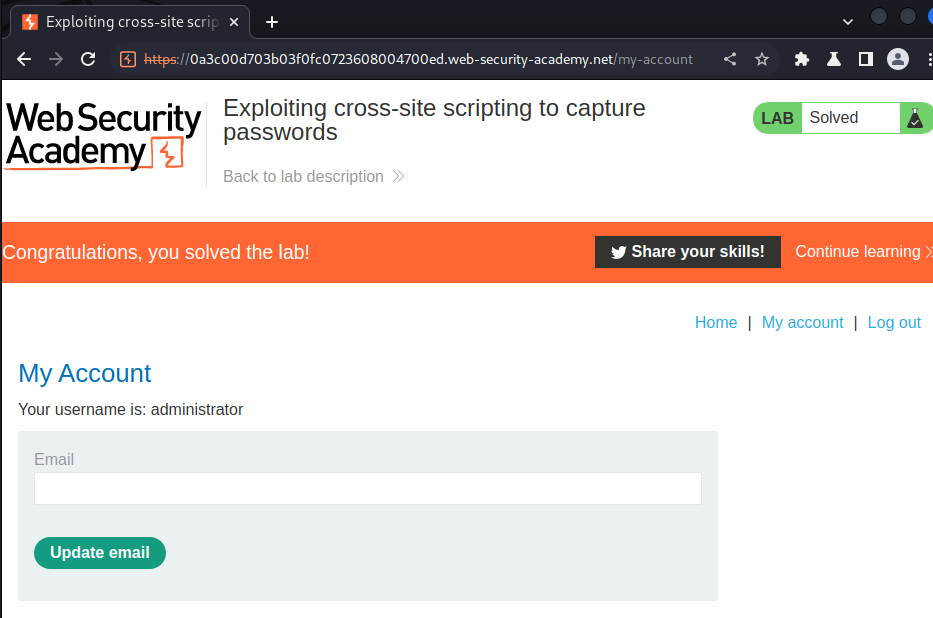 Exploiting cross-site scrip
https://0a3c00d703b03f0fc0723608004700ed.web-security-academy.net/my-account
Web Security
Academy
Exploiting cross-site scripting to capture
passwords
Back to lab description
LAB Solved
Congratulations, you solved the lab!
Share your skills!
Continue learning
Home | My account | Log out
My Account
Your username is: administrator
Email
Update email